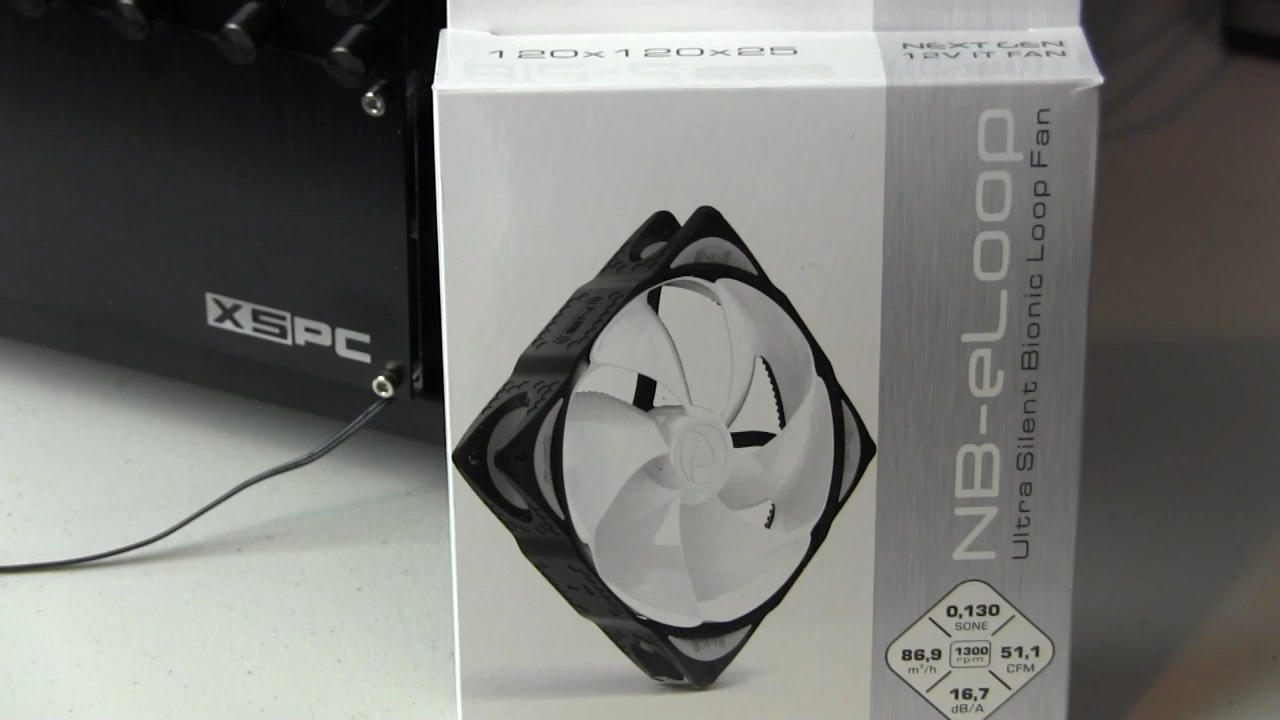 120x120x25
NEXT GEN
12V IT FAN
XSPC
NB-eLOOP
Ultra Silent Bionic Loop Fan
0,130
SONE
86,9
m³/h
1300
rpm
51,1
CFM
16,7
dB/A